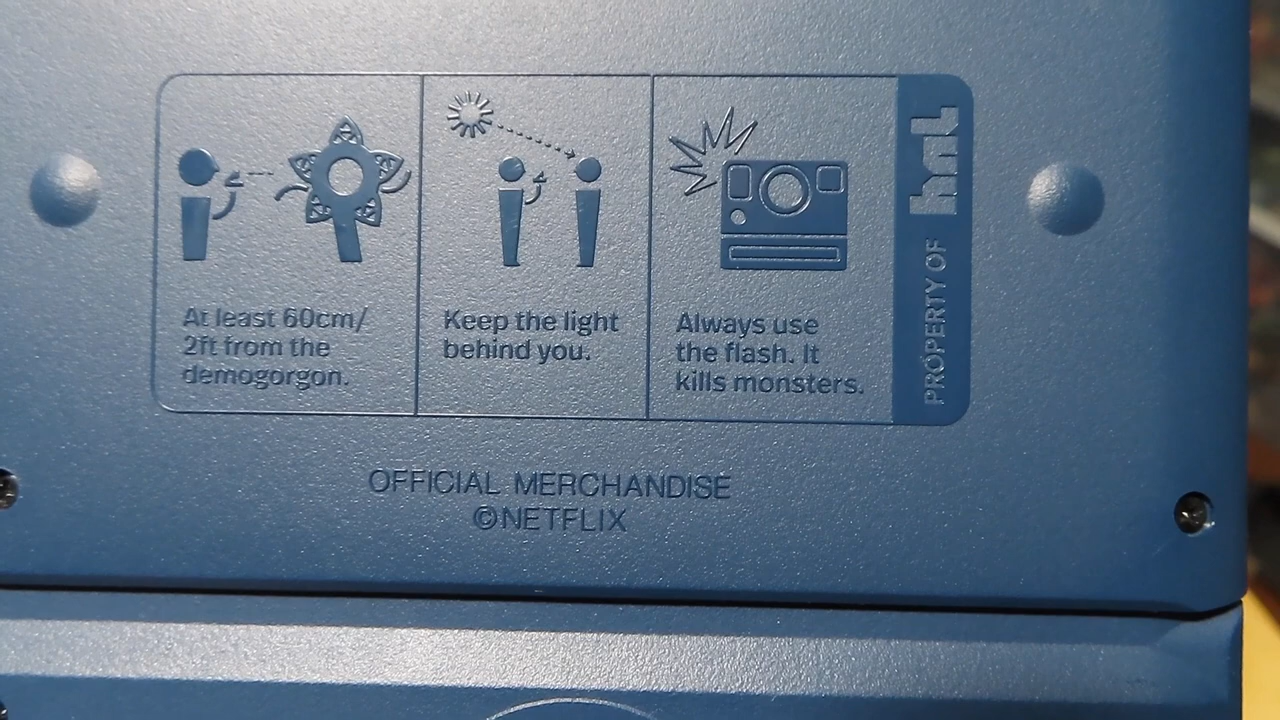 At least 60cm/
2ft from the
demogorgon.
Keep the light
behind you.
Always use
the flash. It
kills monsters.
PROPERTY OF hnL
OFFICIAL MERCHANDISE
©NETFLIX